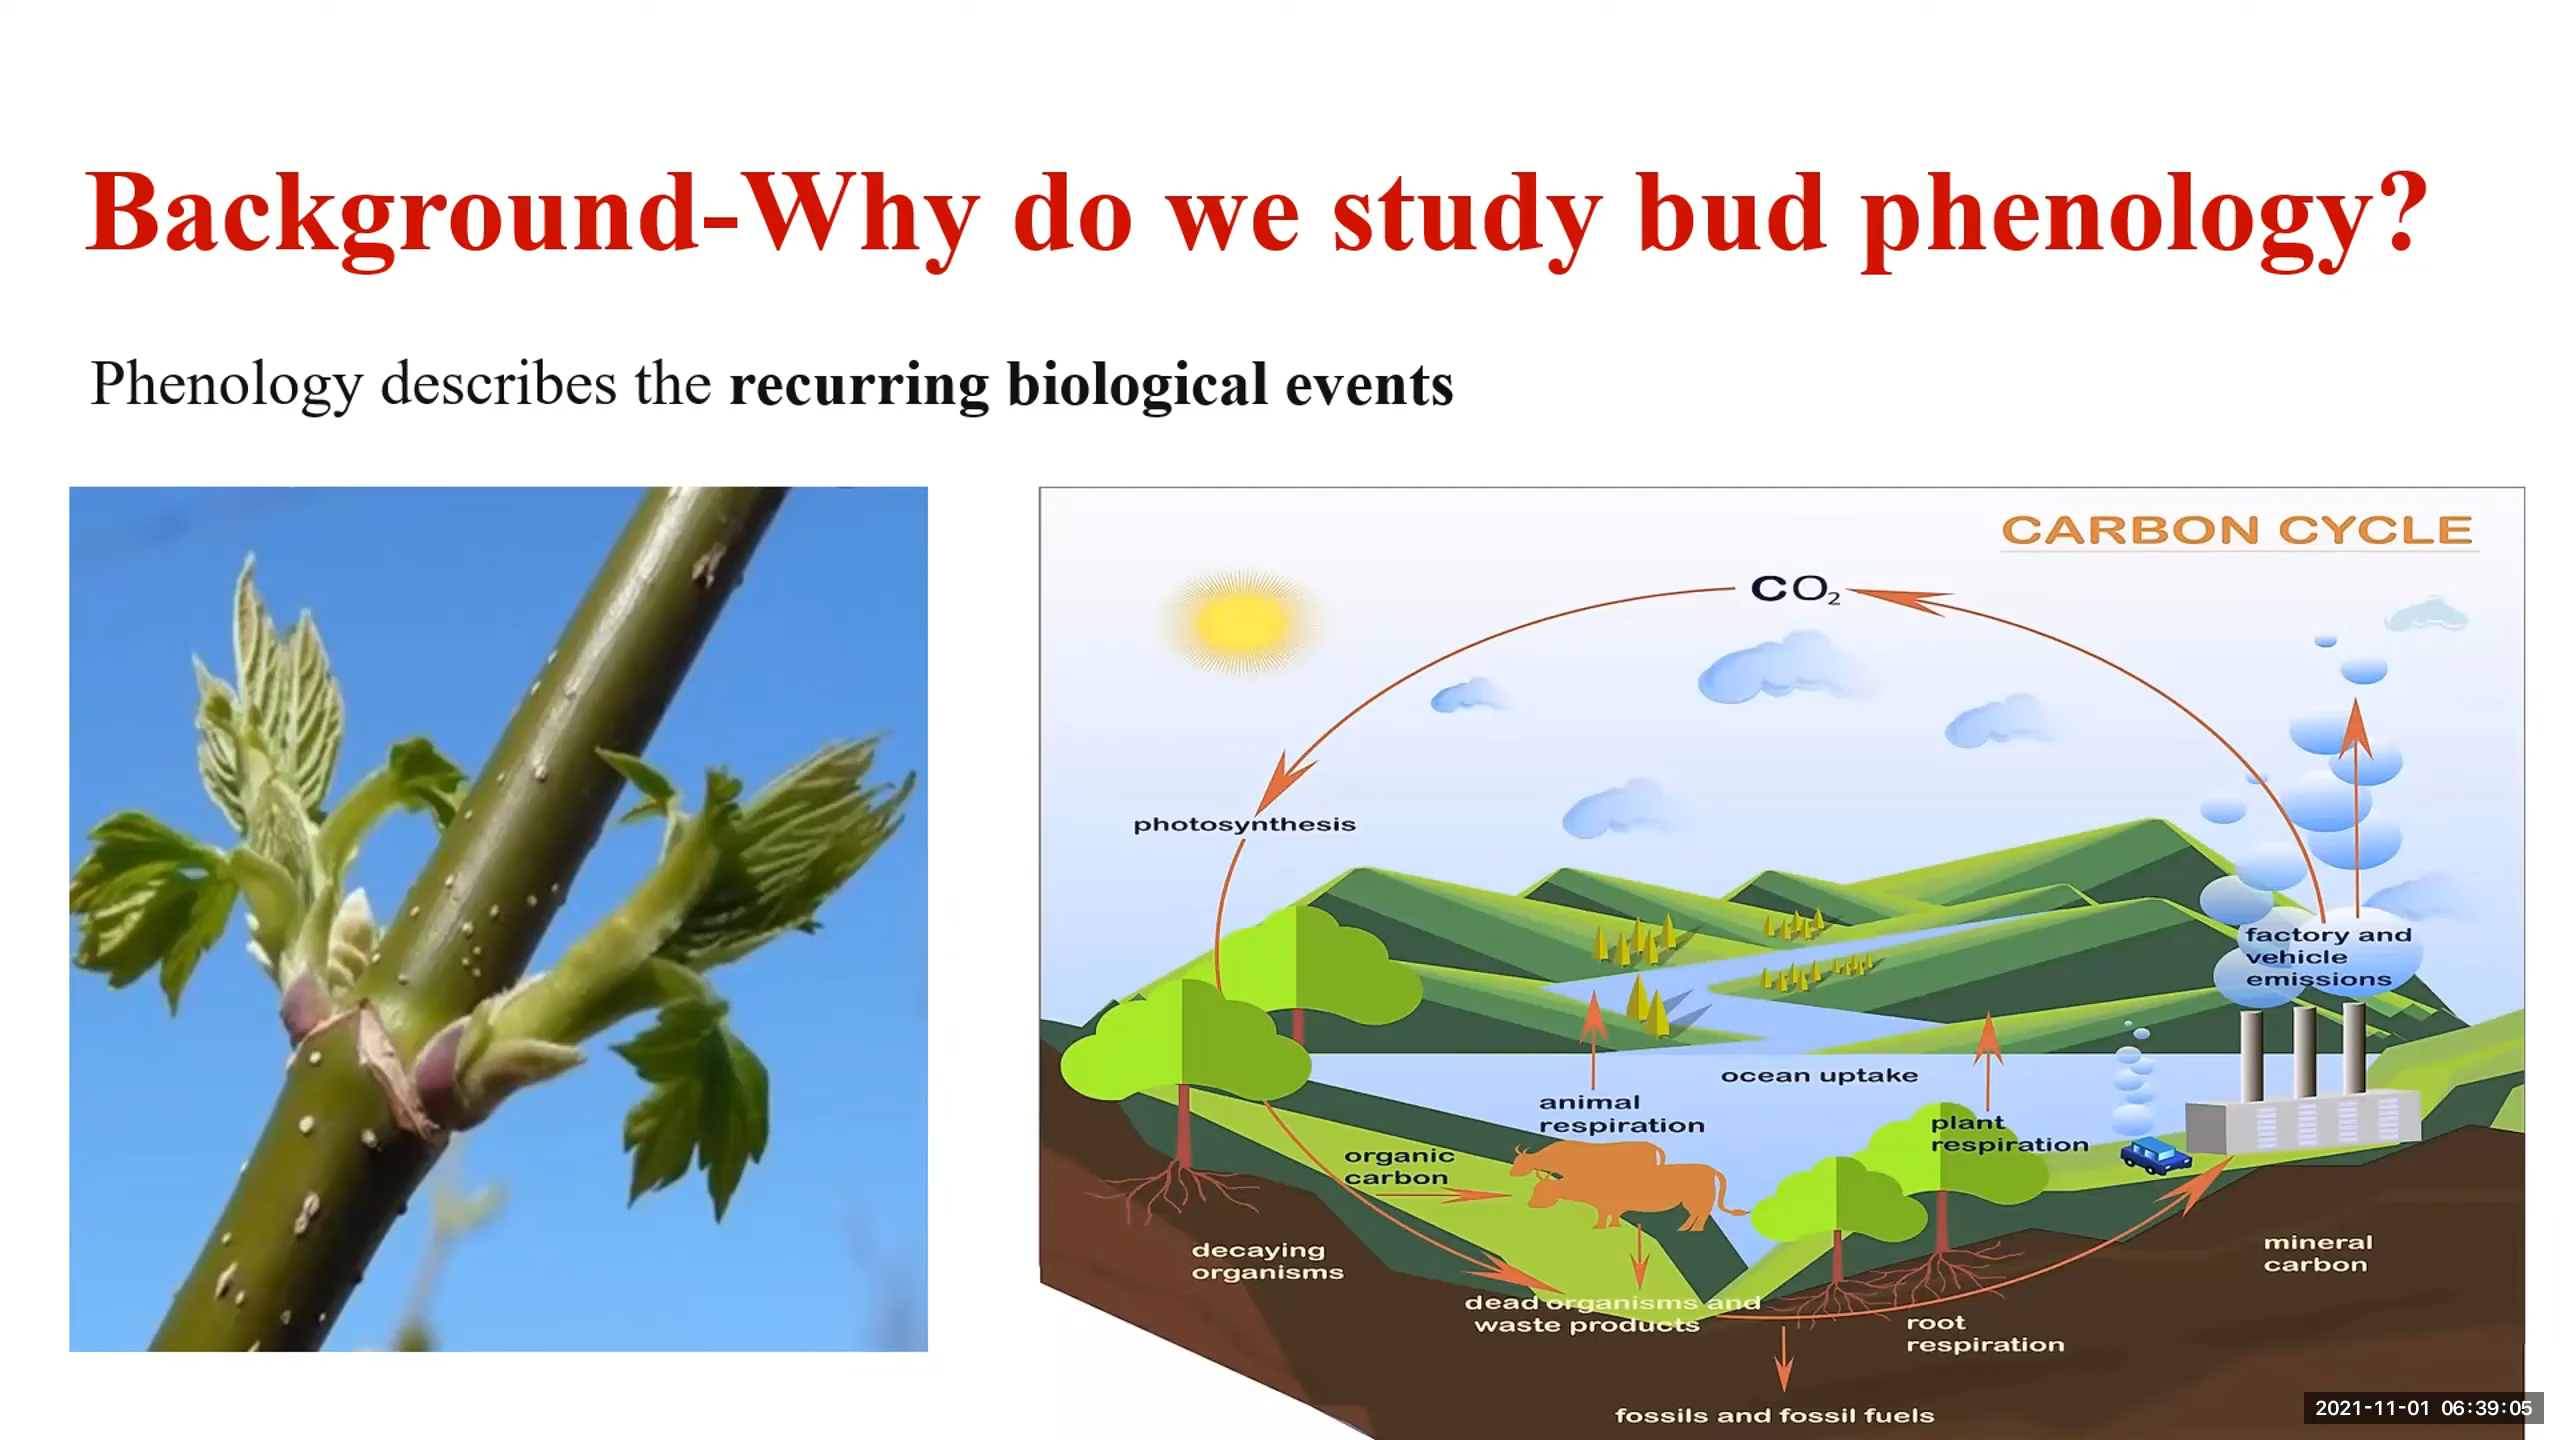 Background-Why do we study bud phenology?
Phenology describes the recurring biological events
CARBON CYCLE
CO₂
photosynthesis
factory and
vehicle
emissions
ocean uptake
animal
respiration
plant
respiration
organic
carbon
decaying
organisms
mineral
carbon
dead organisms and
waste products
root
respiration
fossils and fossil fuels
2021-11-01 06:39:05